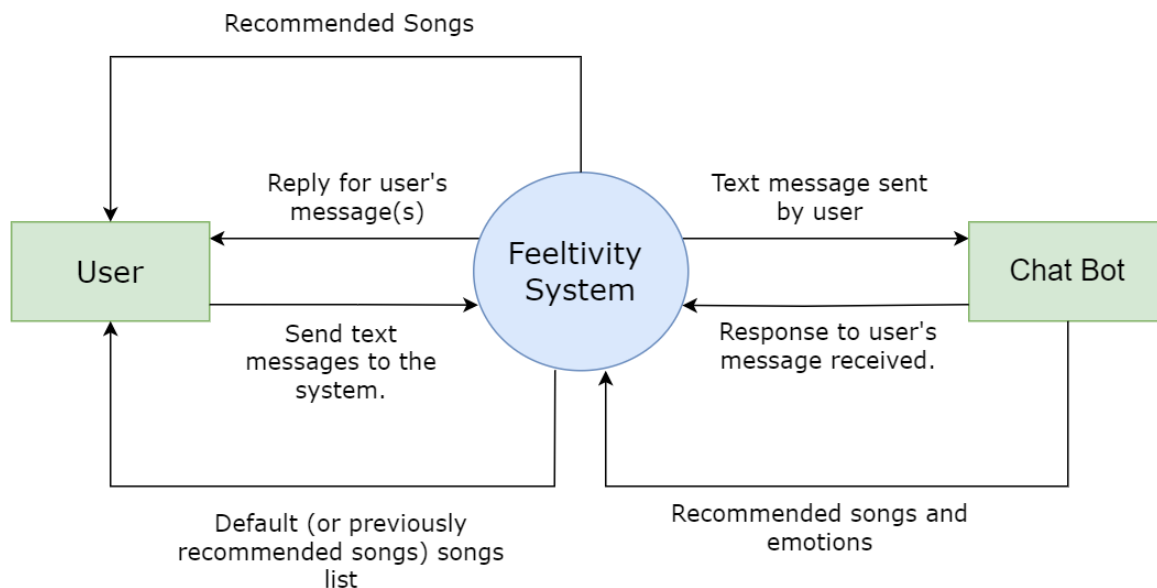 Recommended Songs
Reply for user's
message(s)
Text message sent
by user
User
Feeltivity
System
Chat Bot
Send text
messages to the
system.
Response to user's
message received.
Default (or previously
recommended songs) songs
list
Recommended songs and
emotions